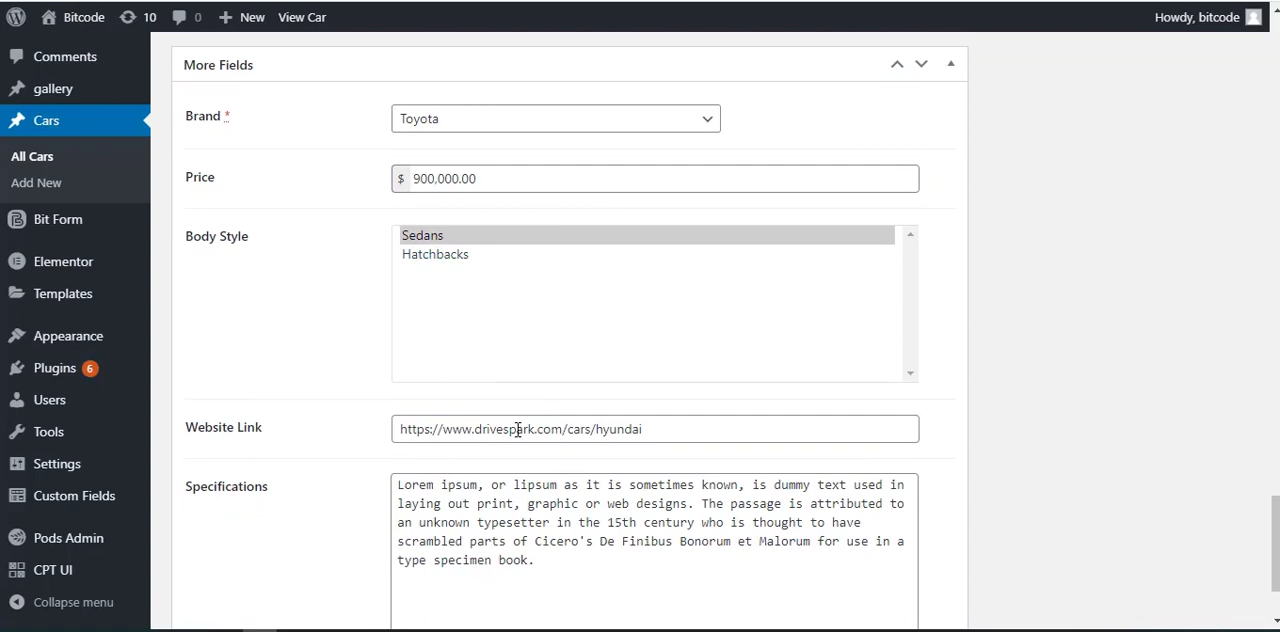 Bitcode 10 0 New View Car Howdy, bitcode
Comments
gallery
Cars
All Cars
Add New
Bit Form
Elementor
Templates
Appearance
Plugins 6
Users
Tools
Settings
Custom Fields
Pods Admin
CPT UI
Collapse menu
More Fields
Brand * Toyota
Price $ 900,000.00
Body Style Sedans
Hatchbacks
Website Link https://www.drivespark.com/cars/hyundai
Specifications Lorem ipsum, or lipsum as it is sometimes known, is dummy text used in
laying out print, graphic or web designs. The passage is attributed to
an unknown typesetter in the 15th century who is thought to have
scrambled parts of Cicero's De Finibus Bonorum et Malorum for use in a
type specimen book.